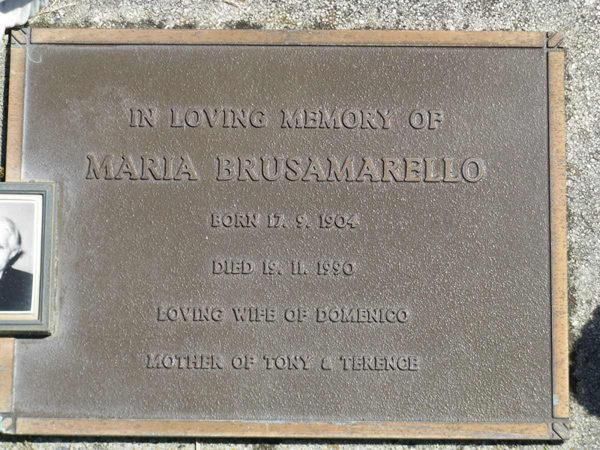 IN LOVING MEMORY OF
MARIA BRUSAMARELLO
BORN 17. 9. 1904
DIED 19. 11. 1990
LOVING WIFE OF DOMENICO
MOTHER OF TONY & TERENCE